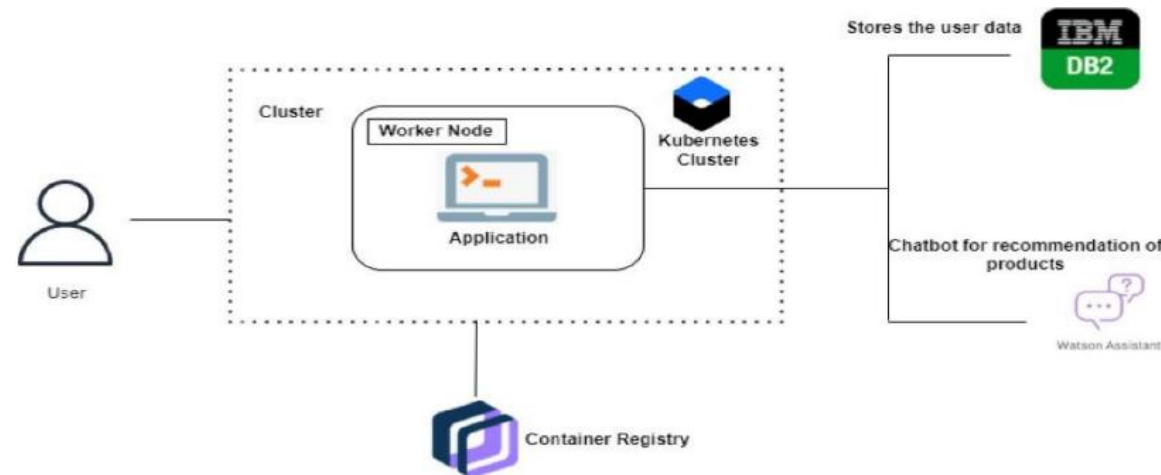 Stores the user data
IBM
DB2
Cluster
Worker Node
Kubernetes
Cluster
Application
User
Chatbot for recommendation of
products
?
Watson Assistant
Container Registry